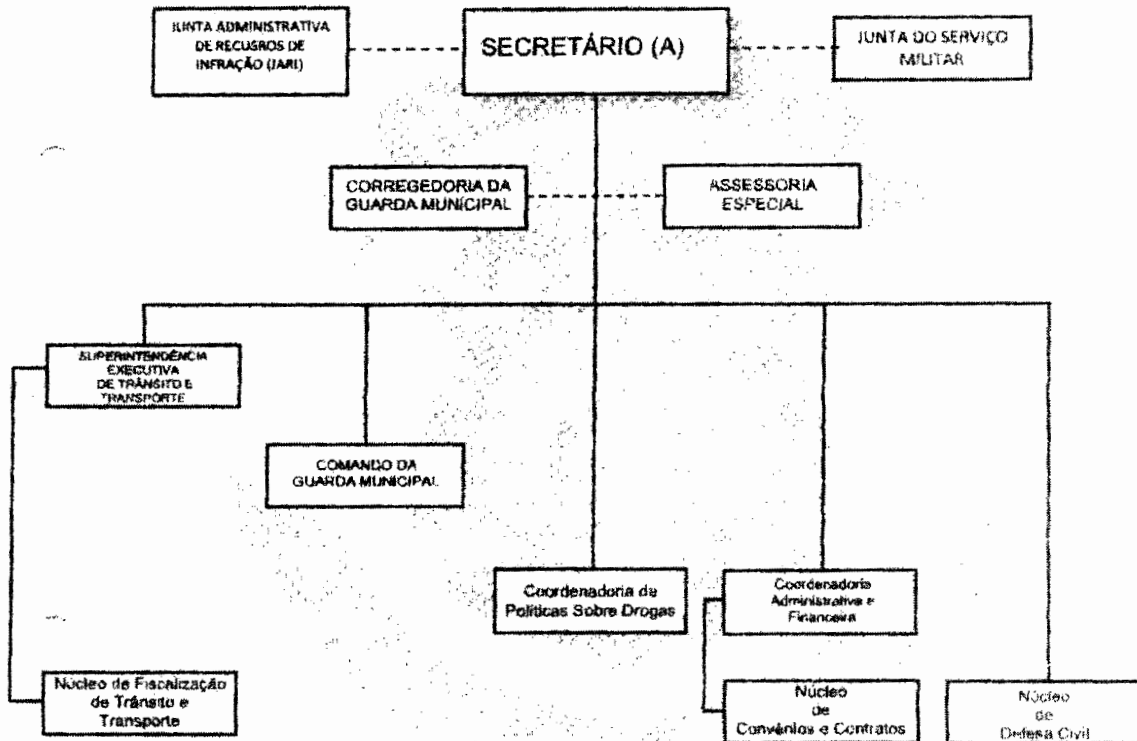 JUNTA ADMINISTRATIVA
DE RECUSROS DE
INFRAÇÃO (JARI)
SECRETÁRIO (A)
JUNTA DO SERVIÇO
MILITAR
CORREGEDORIA DA
GUARDA MUNICIPAL
ASSESSORIA
ESPECIAL
SUPERINTENDÊNCIA
EXECUTIVA
DE TRÂNSITO E
TRANSPORTE
COMANDO DA
GUARDA MUNICIPAL
Coordenadoria de
Políticas Sobre Drogas
Coordenadoria
Administrativa e
Financeira
Núcleo de Fiscalização
de Trânsito e
Transporte
Núcleo
de
Convênios e Contratos
Núcleo
de
Defesa Civil